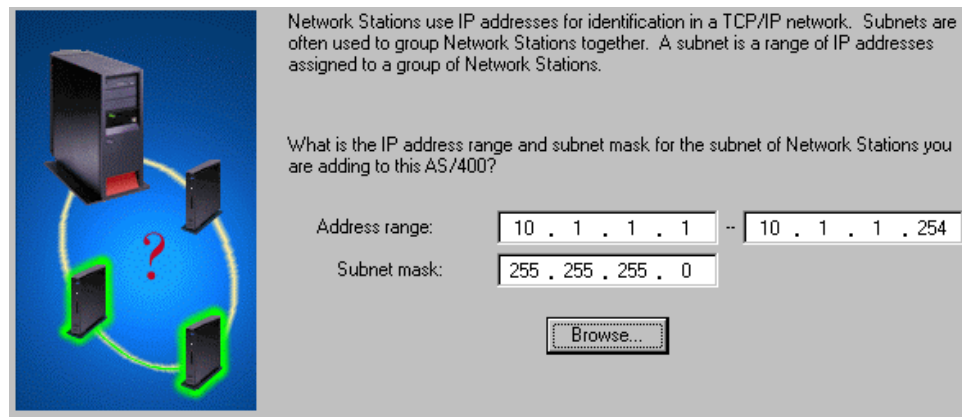 Network Stations use IP addresses for identification in a TCP/IP network.  Subnets are
often used to group Network Stations together.  A subnet is a range of IP addresses
assigned to a group of Network Stations.
What is the IP address range and subnet mask for the subnet of Network Stations you
are adding to this AS/400?
Address range: 10 . 1 . 1 . 1 -- 10 . 1 . 1 . 254
Subnet mask: 255 . 255 . 255 . 0
Browse...
?